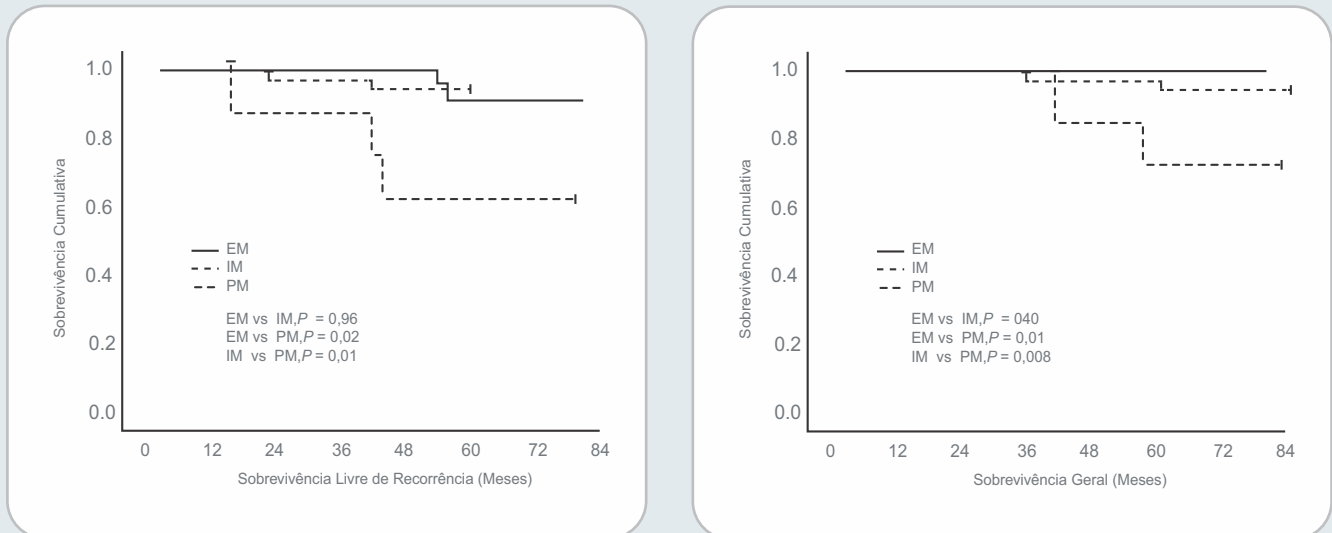 Sobrevivência Cumulativa
1.0
0.8
0.6
0.4
0.2
0.0
EM
IM
PM
EM vs IM,P = 0,96
EM vs PM,P = 0,02
IM vs PM,P = 0,01
0 12 24 36 48 60 72 84
Sobrevivência Livre de Recorrência (Meses)
Sobrevivência Cumulativa
1.0
0.8
0.6
0.4
0.2
0.0
EM
IM
PM
EM vs IM,P = 040
EM vs PM,P = 0,01
IM vs PM,P = 0,008
0 12 24 36 48 60 72 84
Sobrevivência Geral (Meses)